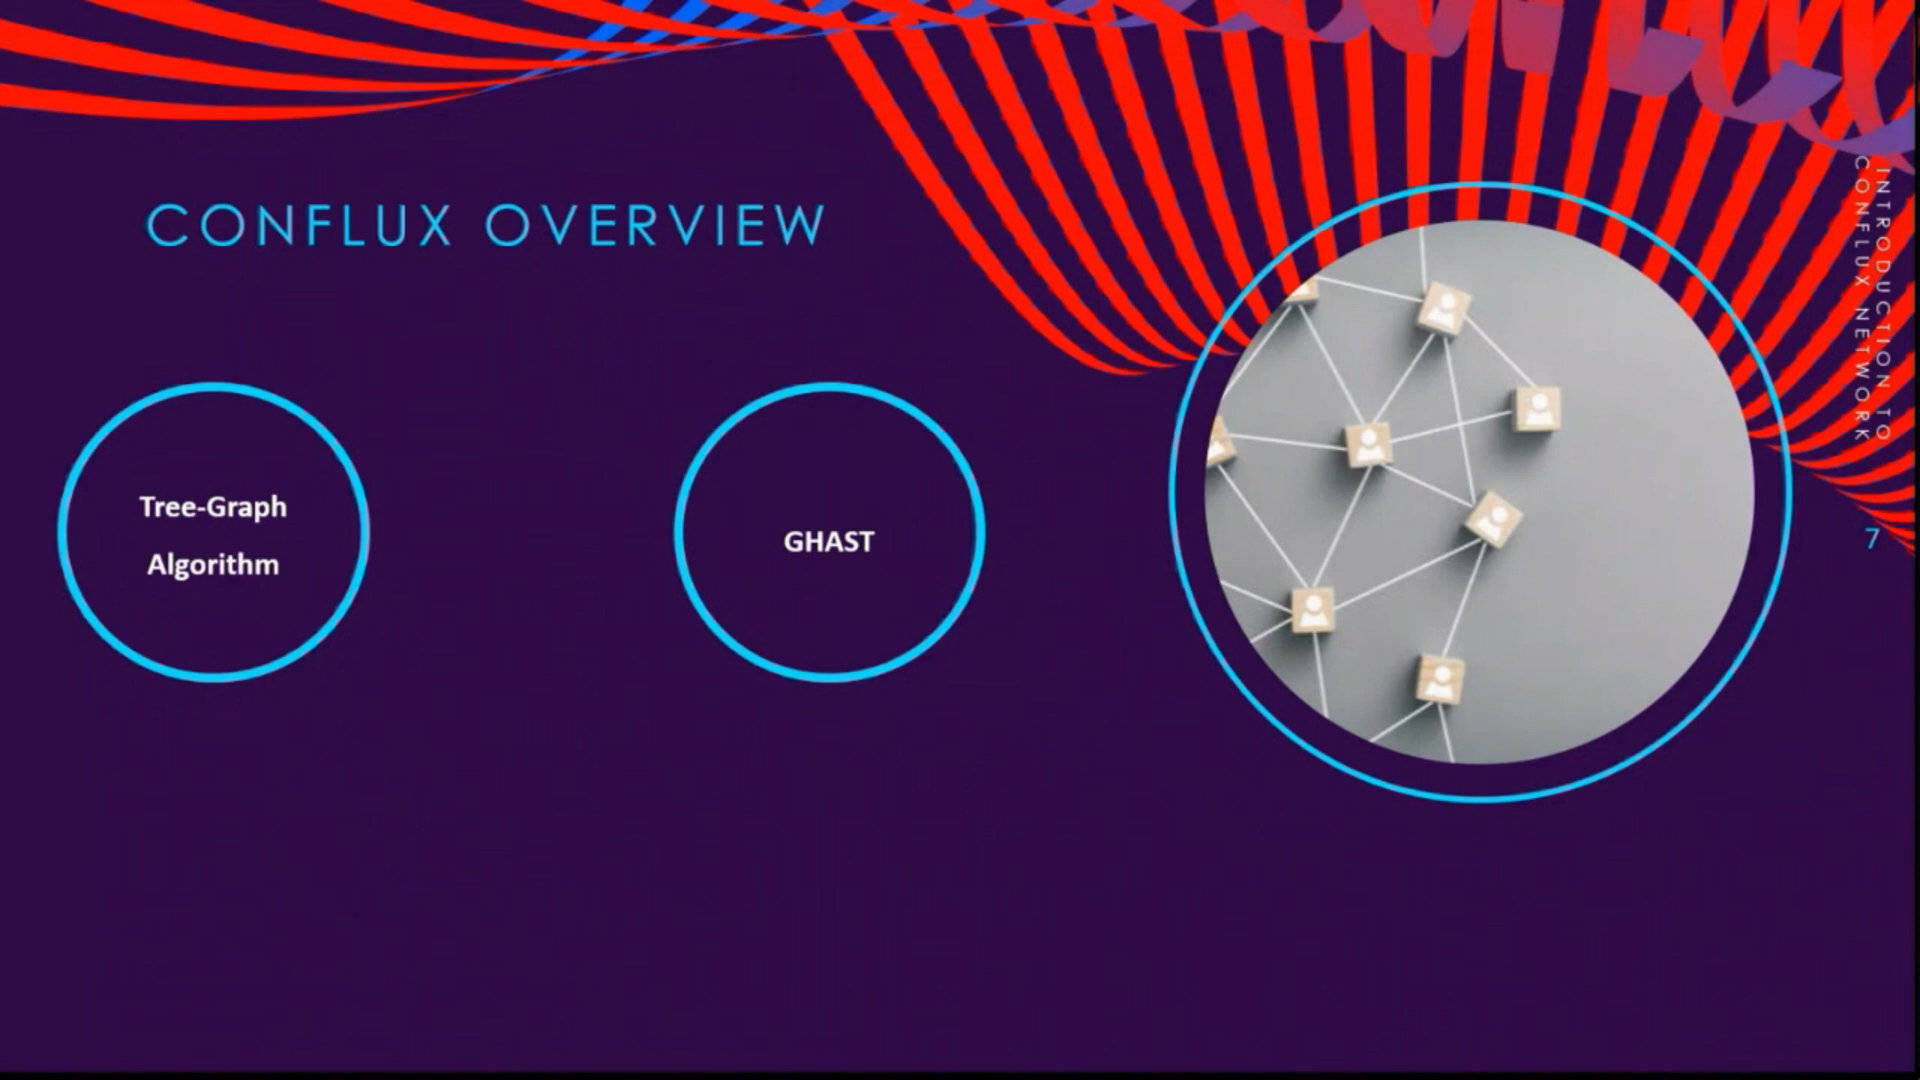 CONFLUX OVERVIEW
Tree-Graph
Algorithm
GHAST
INTRODUCTION TO
CONFLUX NETWORK
7